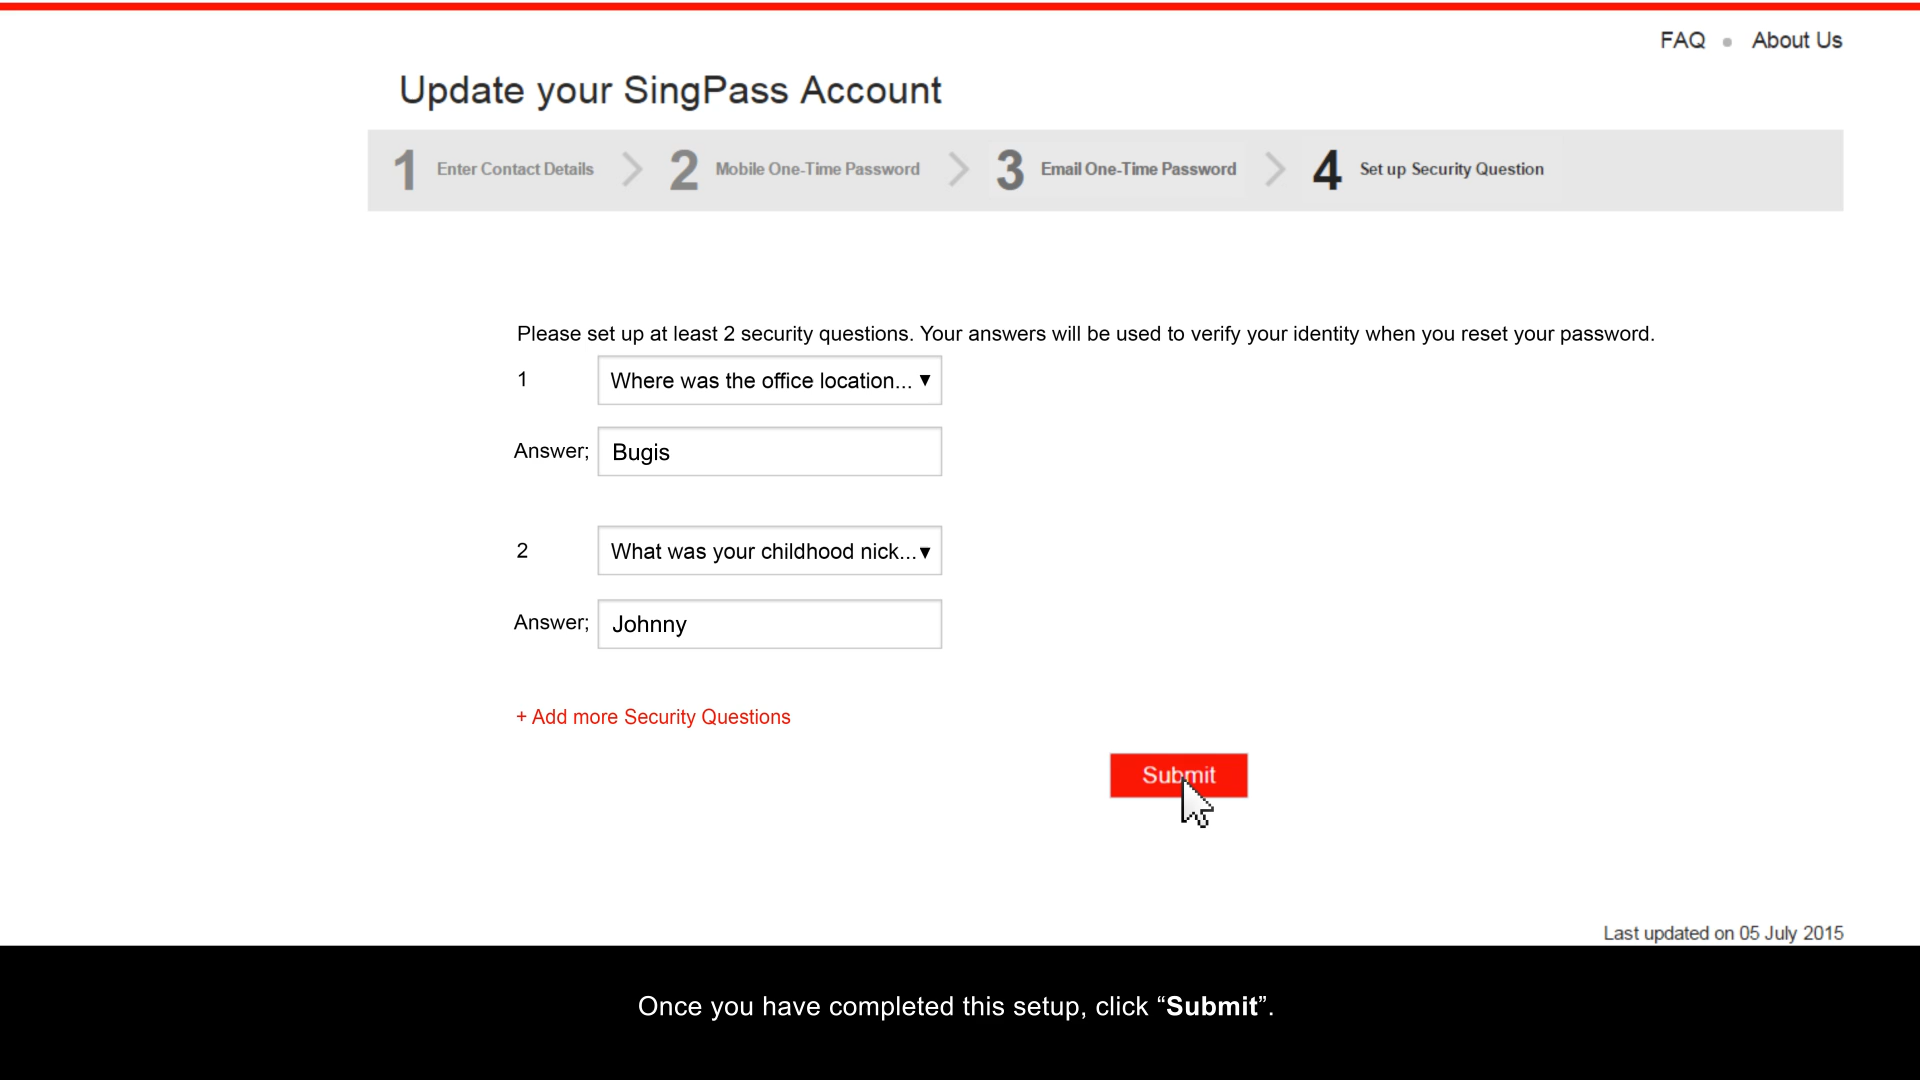 FAQ • About Us
Update your SingPass Account
1 Enter Contact Details 2 Mobile One-Time Password 3 Email One-Time Password 4 Set up Security Question
Please set up at least 2 security questions. Your answers will be used to verify your identity when you reset your password.
1 Where was the office location... ▼
Answer; Bugis
2 What was your childhood nick... ▼
Answer; Johnny
+ Add more Security Questions
Submit
Last updated on 05 July 2015
Once you have completed this setup, click “Submit”.